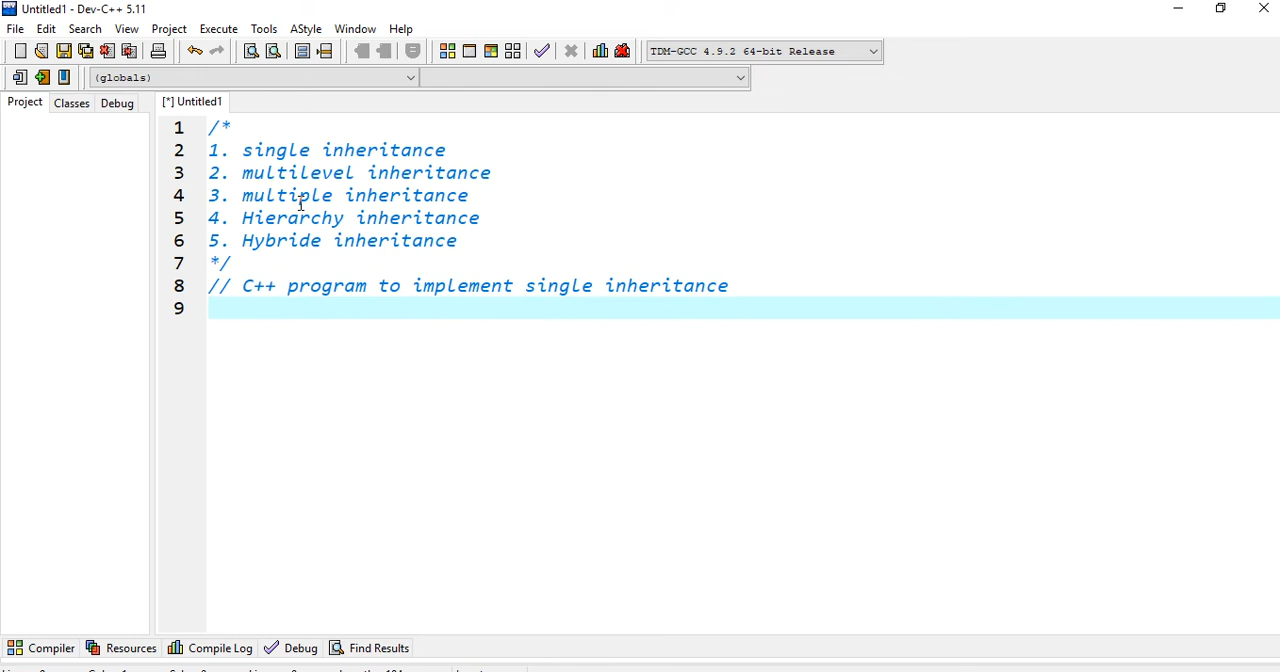 Untitled1 - Dev-C++ 5.11
File Edit Search View Project Execute Tools AStyle Window Help
TDM-GCC 4.9.2 64-bit Release
(globals)
Project Classes Debug [*] Untitled1
1 /*
2 1. single inheritance
3 2. multilevel inheritance
4 3. multiple inheritance
5 4. Hierarchy inheritance
6 5. Hybride inheritance
7 */
8 // C++ program to implement single inheritance
9
Compiler Resources Compile Log Debug Find Results